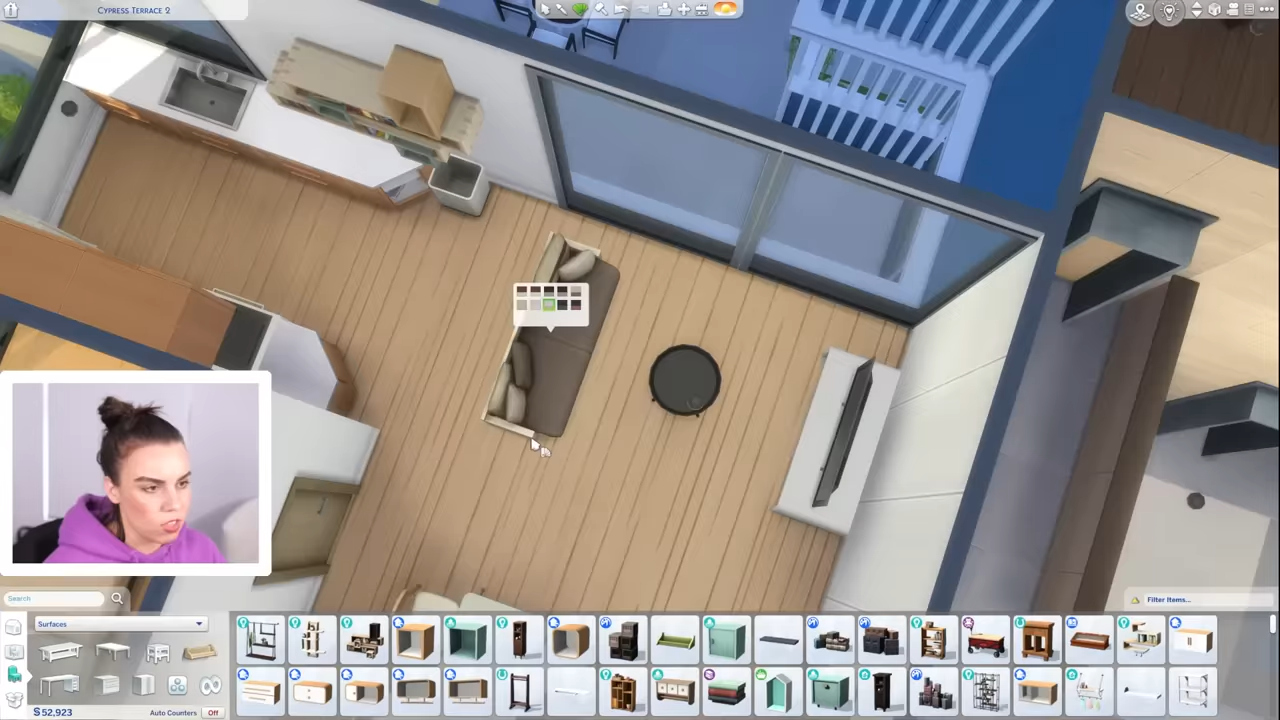 Cypress Terrace 2
Filter Items...
Search
Surfaces
§52,923
Auto Counters
Off